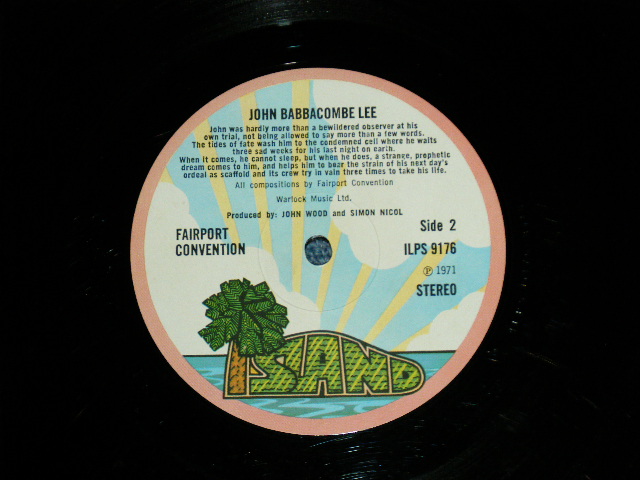 JOHN BABBACOMBE LEE
John was hardly more than a bewildered observer at his
own trial, not being allowed to say more than a few words.
The tides of fate wash him to the condemned cell where he waits
three sad weeks for his last night on earth.
When it comes, he cannot sleep, but when he does, a strange, prophetic
dream comes to him, and helps him to bear the strain of his next day's
ordeal as scaffold and its crew try in vain three times to take his life.
All compositions by Fairport Convention
Warlock Music Ltd.
Produced by: JOHN WOOD and SIMON NICOL
FAIRPORT
CONVENTION
Side 2
ILPS 9176
℗ 1971
STEREO
ISLAND